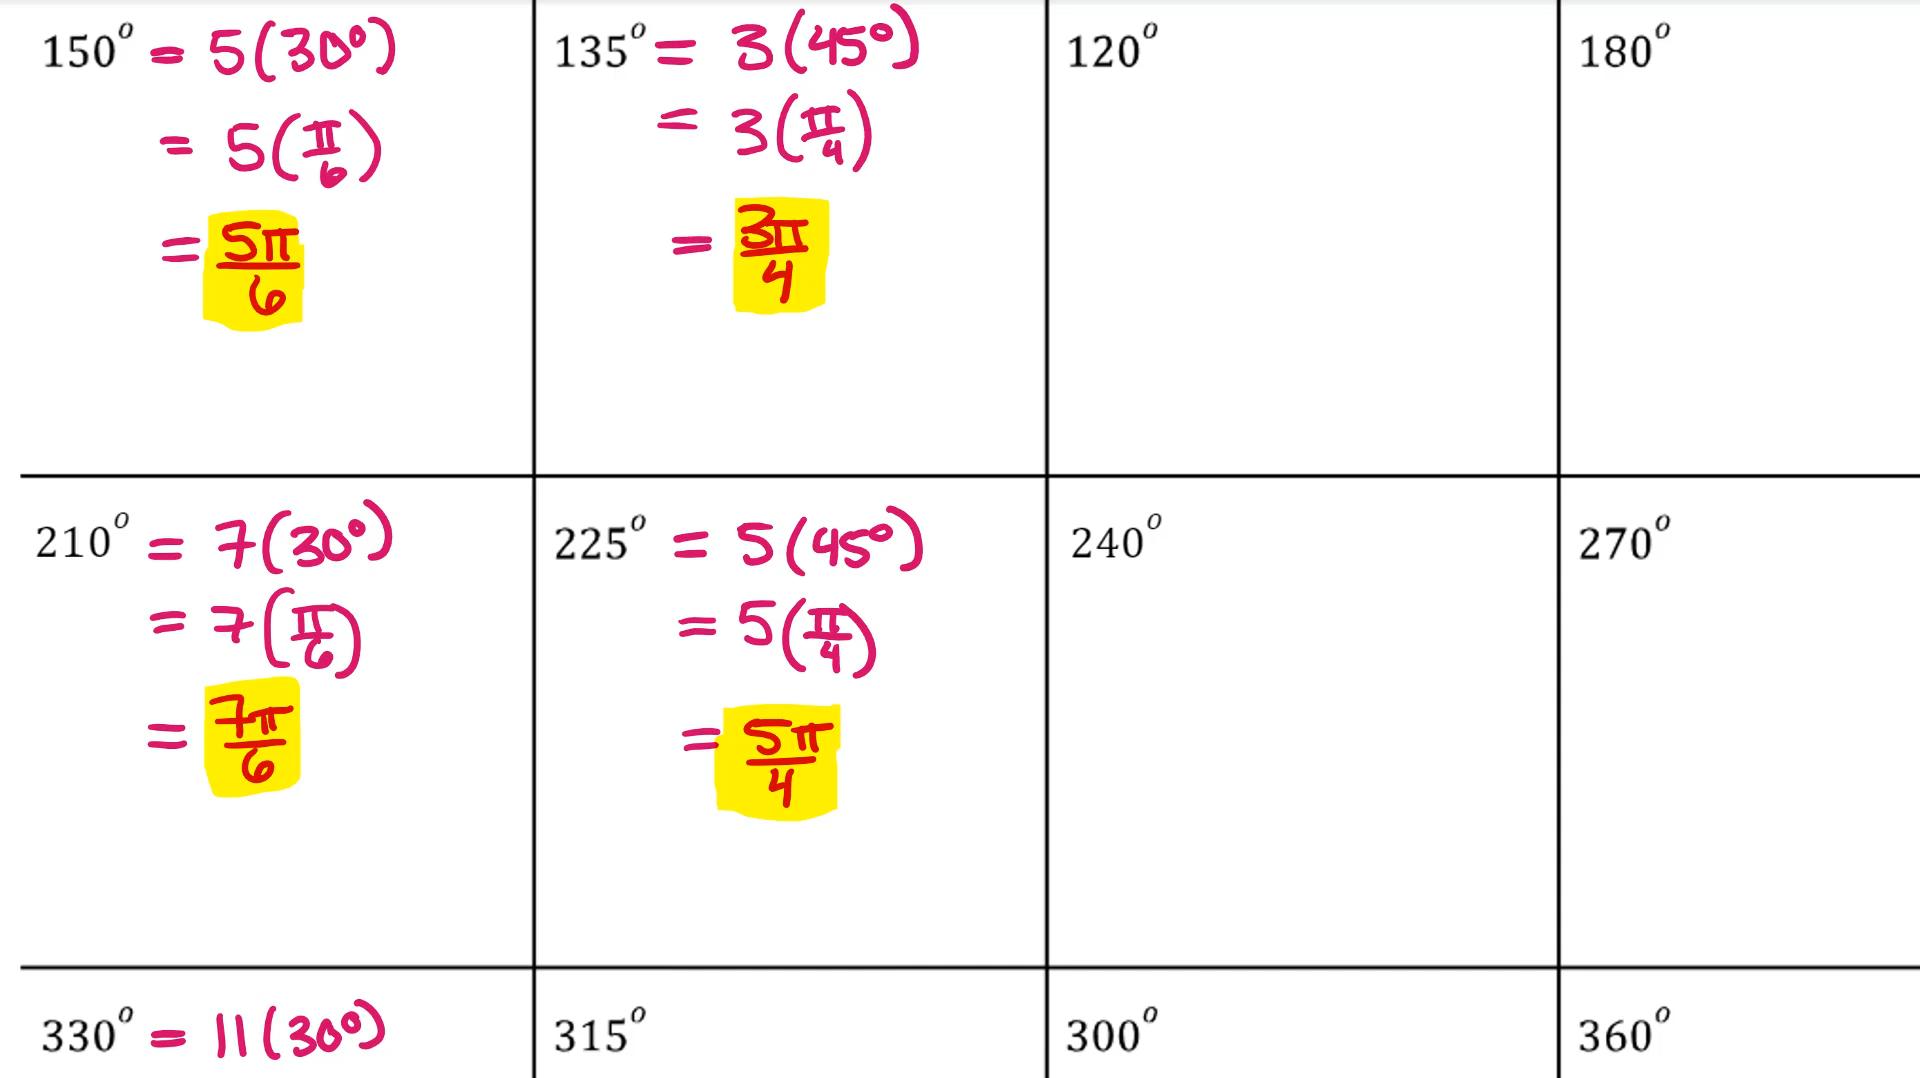 150° = 5(30°)
= 5(π/6)
= 5π/6
135° = 3(45°)
= 3(π/4)
= 3π/4
120°
180°
210° = 7(30°)
= 7(π/6)
= 7π/6
225° = 5(45°)
= 5(π/4)
= 5π/4
240°
270°
330° = 11(30°)
315°
300°
360°